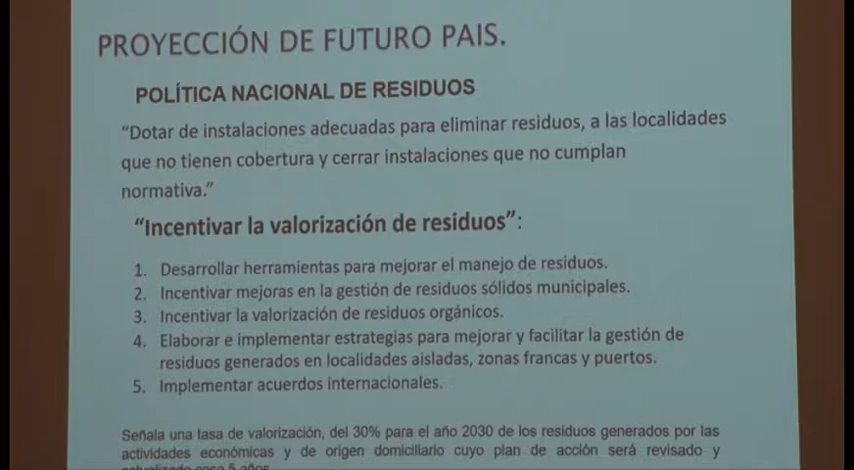 PROYECCIÓN DE FUTURO PAIS.
POLÍTICA NACIONAL DE RESIDUOS
“Dotar de instalaciones adecuadas para eliminar residuos, a las localidades
que no tienen cobertura y cerrar instalaciones que no cumplan
normativa.”
“Incentivar la valorización de residuos”:
1. Desarrollar herramientas para mejorar el manejo de residuos.
2. Incentivar mejoras en la gestión de residuos sólidos municipales.
3. Incentivar la valorización de residuos orgánicos.
4. Elaborar e implementar estrategias para mejorar y facilitar la gestión de
residuos generados en localidades aisladas, zonas francas y puertos.
5. Implementar acuerdos internacionales.
Señala una tasa de valorización, del 30% para el año 2030 de los residuos generados por las
actividades económicas y de origen domiciliario cuyo plan de acción será revisado y
5 años